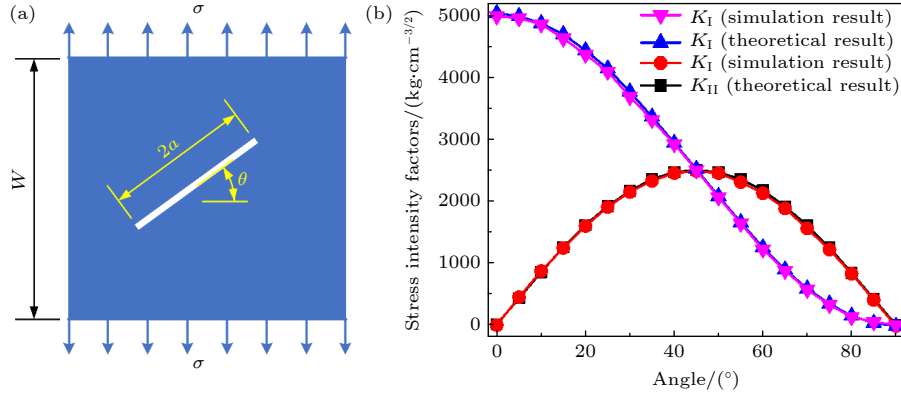 (a)
σ
W
2a
θ
σ
(b)
Stress intensity factors/(kg·cm⁻³/²)
5000
4000
3000
2000
1000
0
K_I (simulation result)
K_I (theoretical result)
K_I (simulation result)
K_II (theoretical result)
0 20 40 60 80
Angle/(°)